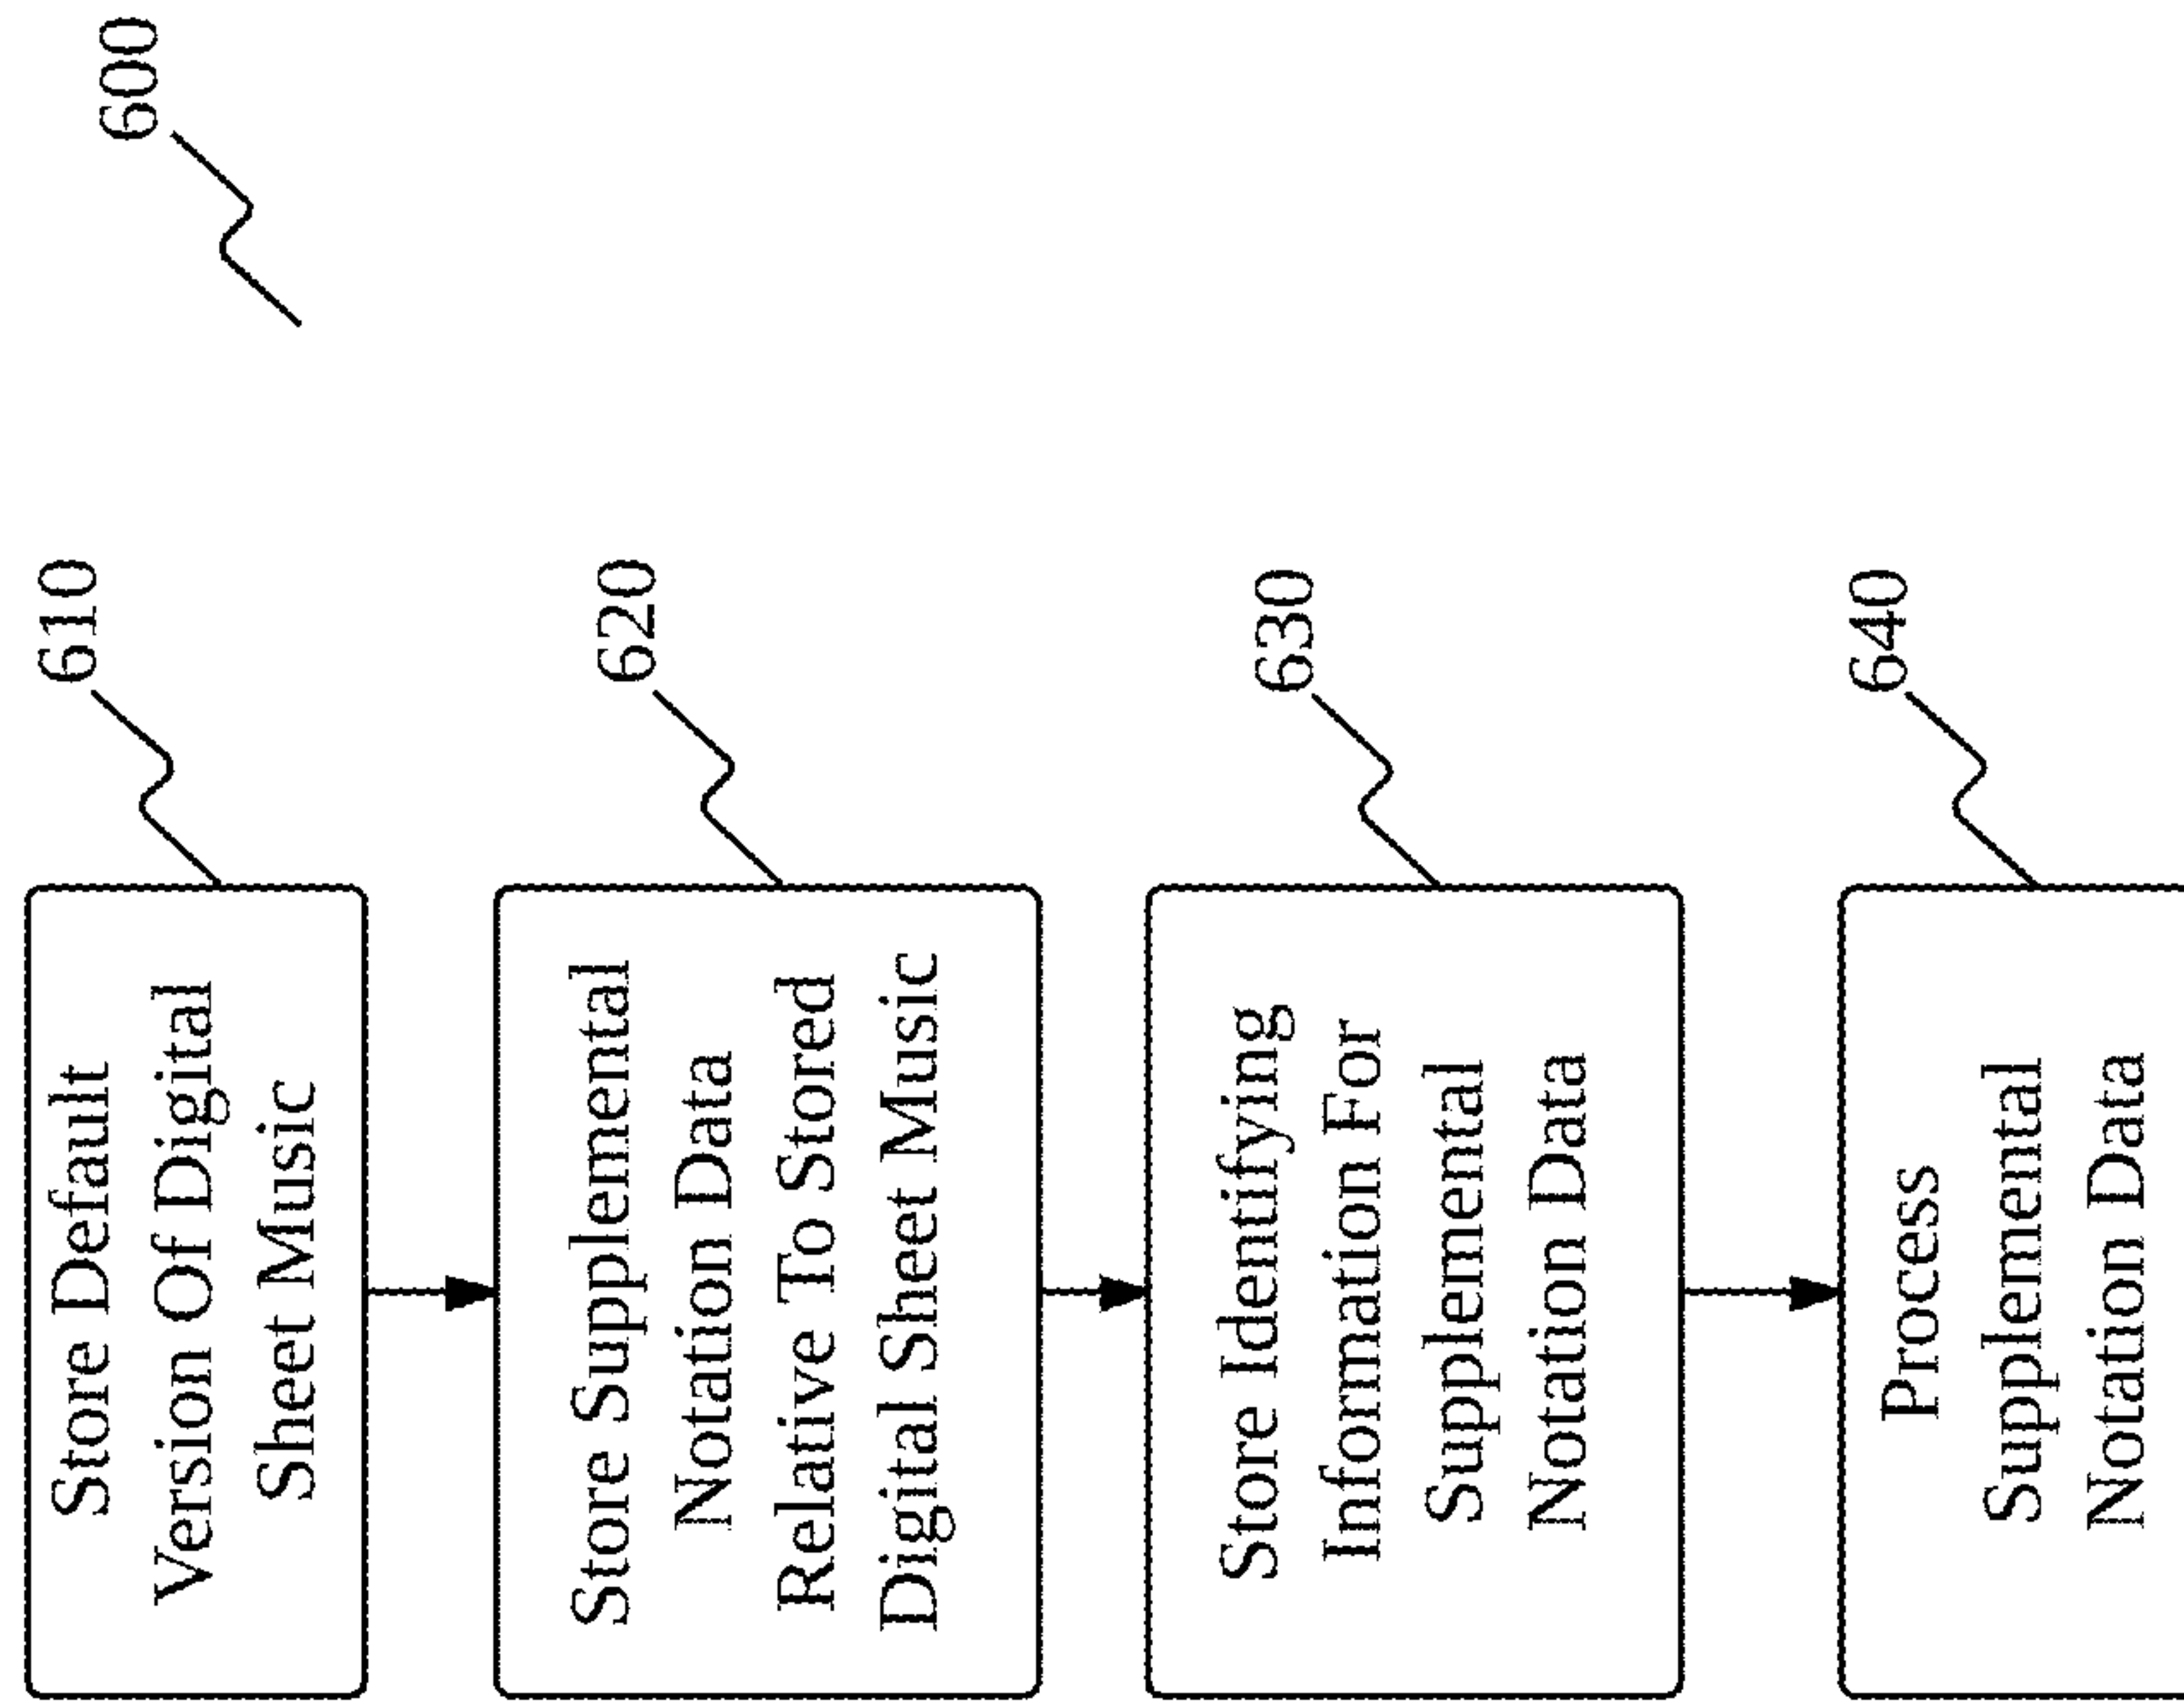 600
610
Store Default
Version Of Digital
Sheet Music
620
Store Supplemental
Notation Data
Relative To Stored
Digital Sheet Music
630
Store Identifying
Information For
Supplemental
Notation Data
640
Process
Supplemental
Notation Data